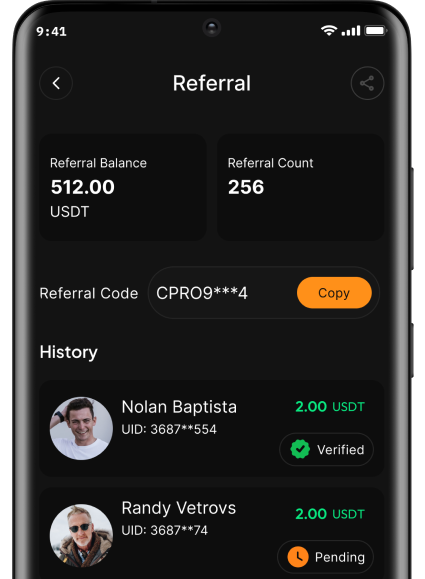 9:41
Referral
Referral Balance
512.00
USDT
Referral Count
256
Referral Code CPRO9***4 Copy
History
Nolan Baptista 2.00 USDT
UID: 3687**554
Verified
Randy Vetrovs 2.00 USDT
UID: 3687**74
Pending